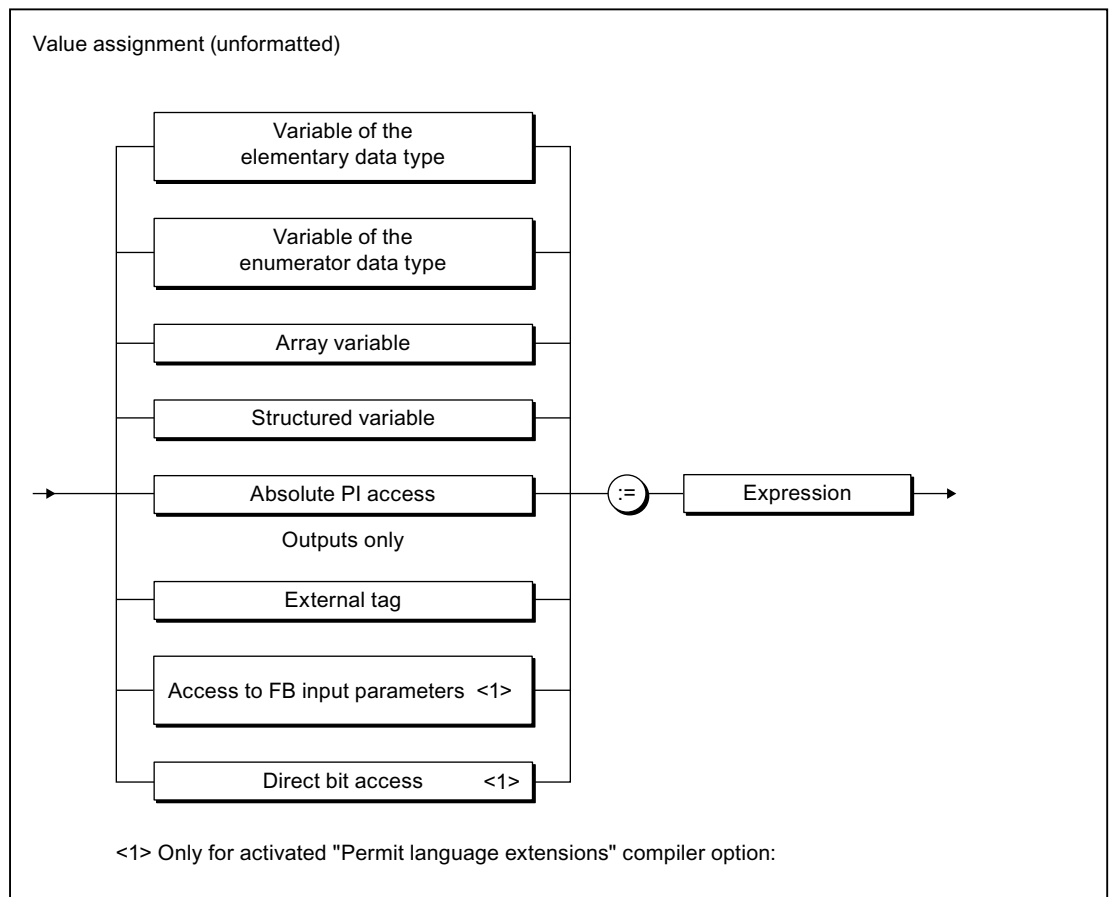 Value assignment (unformatted)
Variable of the
elementary data type
Variable of the
enumerator data type
Array variable
Structured variable
Absolute PI access
:=
Expression
Outputs only
External tag
Access to FB input parameters <1>
Direct bit access <1>
<1> Only for activated "Permit language extensions" compiler option: